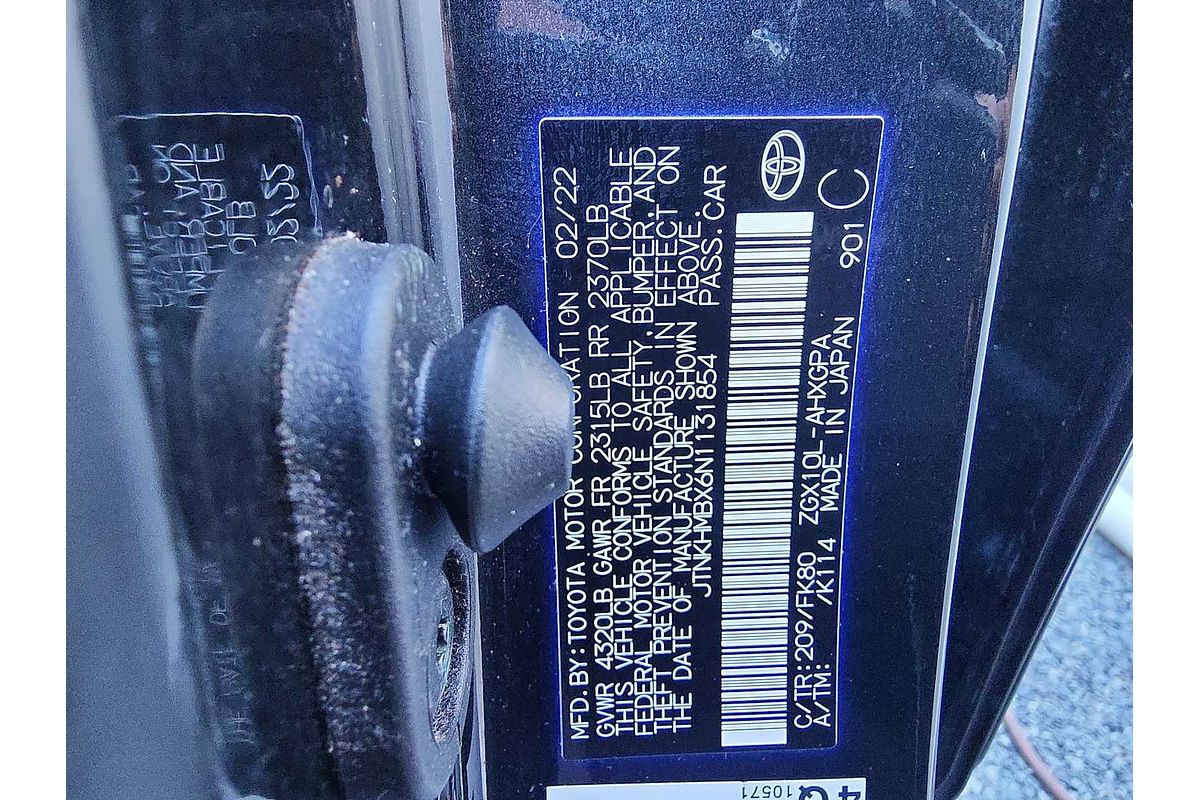 MFD.BY:TOYOTA MOTOR CORPORATION 02/22
GVWR 4320LB GAWR FR 2315LB RR 2370LB
THIS VEHICLE CONFORMS TO ALL APPLICABLE
FEDERAL MOTOR VEHICLE SAFETY,BUMPER,AND
THEFT PREVENTION STANDARDS IN EFFECT ON
THE DATE OF MANUFACTURE SHOWN ABOVE.
JTNKHMBX6N1131854 PASS.CAR
C/TR:209/FK80 ZGX10L-AHXGPA
A/TM: /K114 MADE IN JAPAN 901 C
4Q
10571